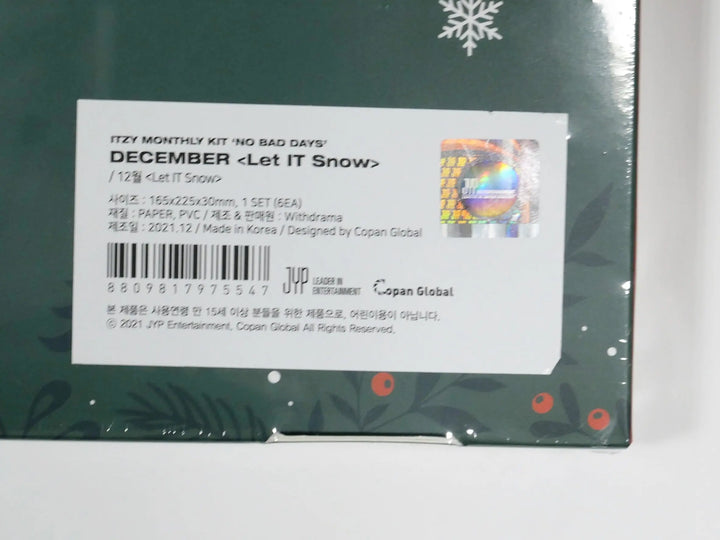 ITZY MONTHLY KIT 'NO BAD DAYS'
DECEMBER <Let IT Snow>
/ 12월 <Let IT Snow>
사이즈 : 165x225x30mm, 1 SET (6EA)
재질 : PAPER, PVC / 제조 & 판매원 : Withdrama
제조일 : 2021.12 / Made in Korea / Designed by Copan Global
8809817975547
JYP LEADER IN
ENTERTAINMENT
Copan Global
본 제품은 사용연령 만 15세 이상 분들을 위한 제품으로, 어린이용이 아닙니다.
ⓒ 2021 JYP Entertainment, Copan Global All Rights Reserved.